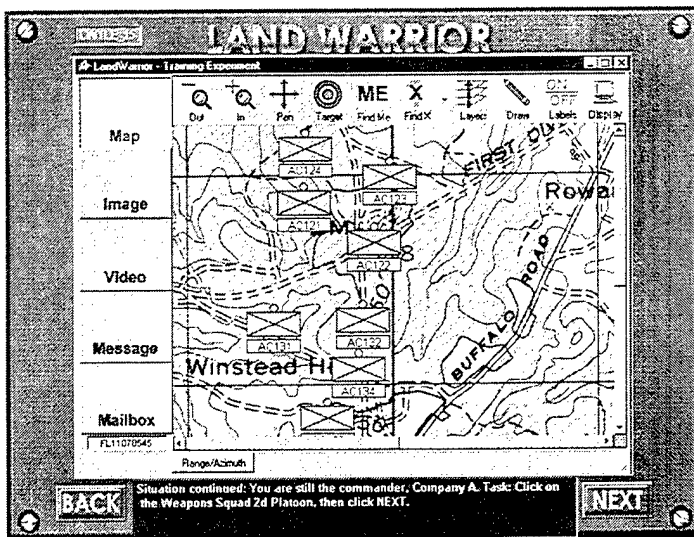 LAND WARRIOR
LandWarrior - Training Experiment
Out In Pan Target Find Me Find X Layers Draw Labels Display
ME X ON OFF
Map
Image
Video
Message
Mailbox
FL11070545
AC124
AC123
AC121
AC122
AC131
AC122
AC134
FIRST
Rowa
BUFFALO ROAD
Winstead Hi
Range/Azimuth
BACK
Situation continued: You are still the commander, Company A. Task: Click on
the Weapons Squad 2d Platoon, then click NEXT.
NEXT